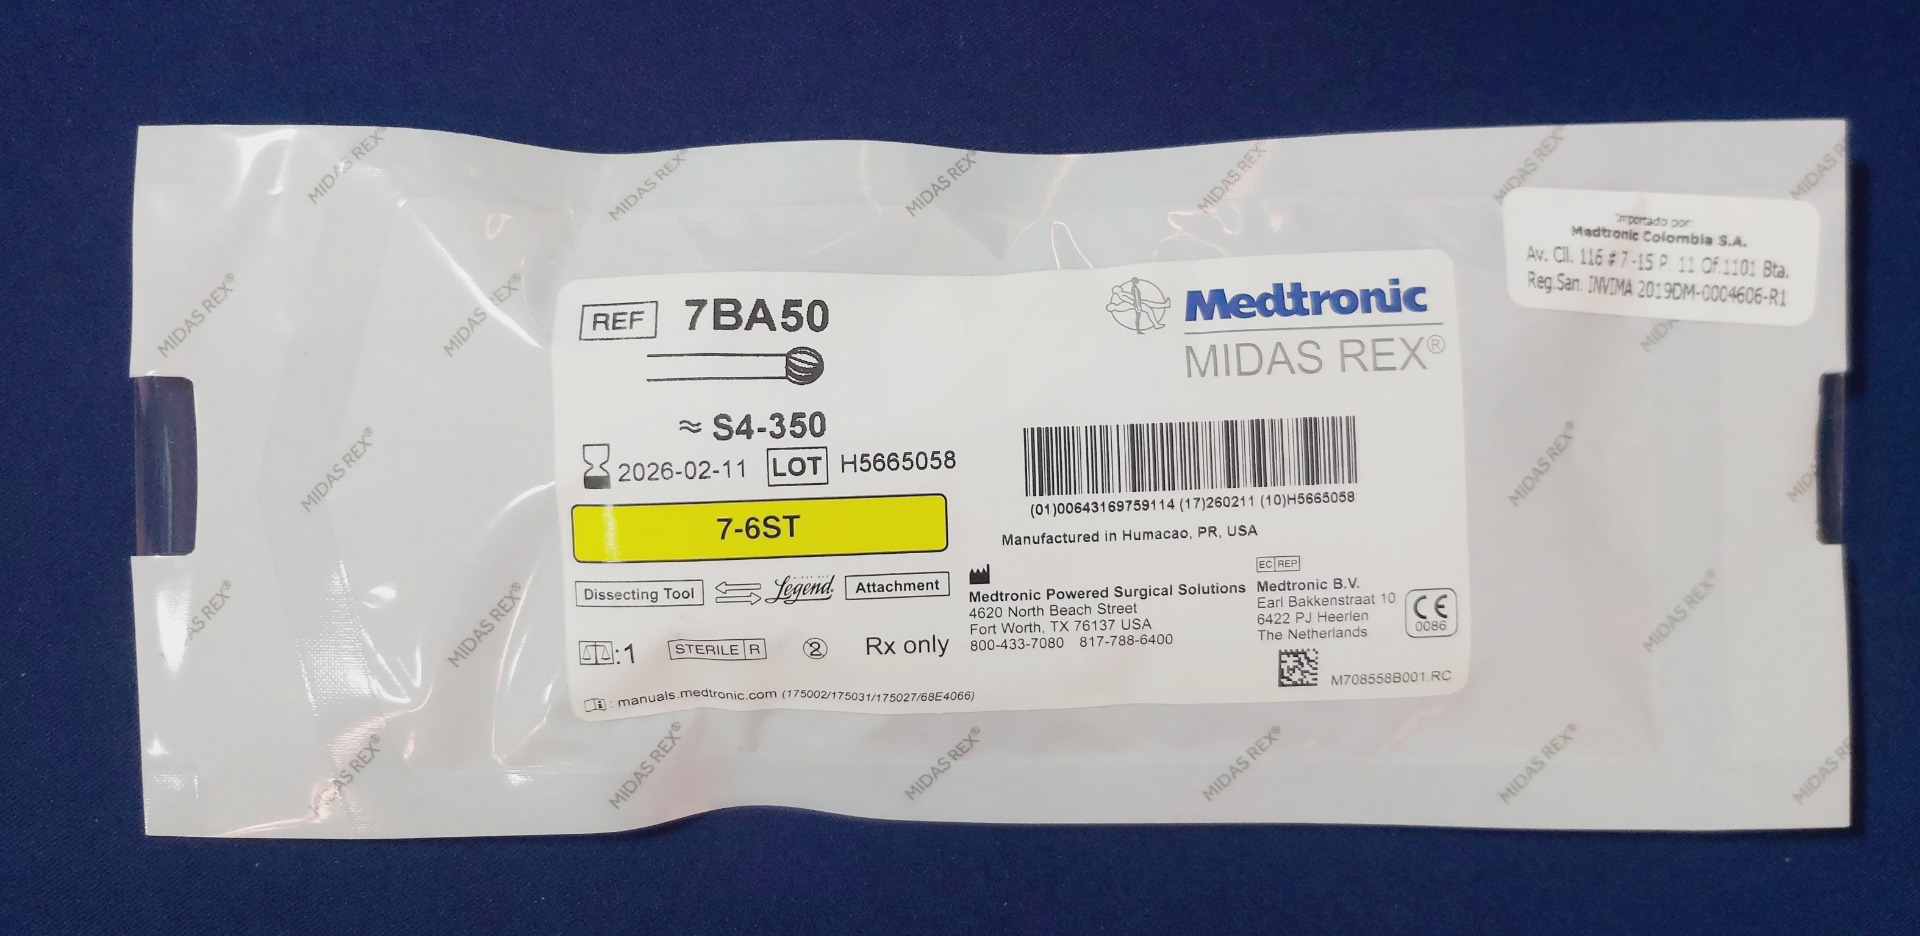 MIDAS REX®
Importado por:
Medtronic Colombia S.A.
Av. Cll. 116 # 7-15 P. 11 Of.1101 Bta.
Reg.San. INVIMA 2019DM-0004606-R1
REF 7BA50
≈ S4-350
2026-02-11 LOT H5665058
7-6ST
Dissecting Tool Legend Attachment
:1 STERILE R 2 Rx only
: manuals.medtronic.com (175002/175031/175027/68E4066)
Medtronic
MIDAS REX®
(01)00643169759114 (17)260211 (10)H5665058
Manufactured in Humacao, PR, USA
Medtronic Powered Surgical Solutions
4620 North Beach Street
Fort Worth, TX 76137 USA
800-433-7080 817-788-6400
EC REP
Medtronic B.V.
Earl Bakkenstraat 10
6422 PJ Heerlen
The Netherlands
CE
0086
M708558B001.RC